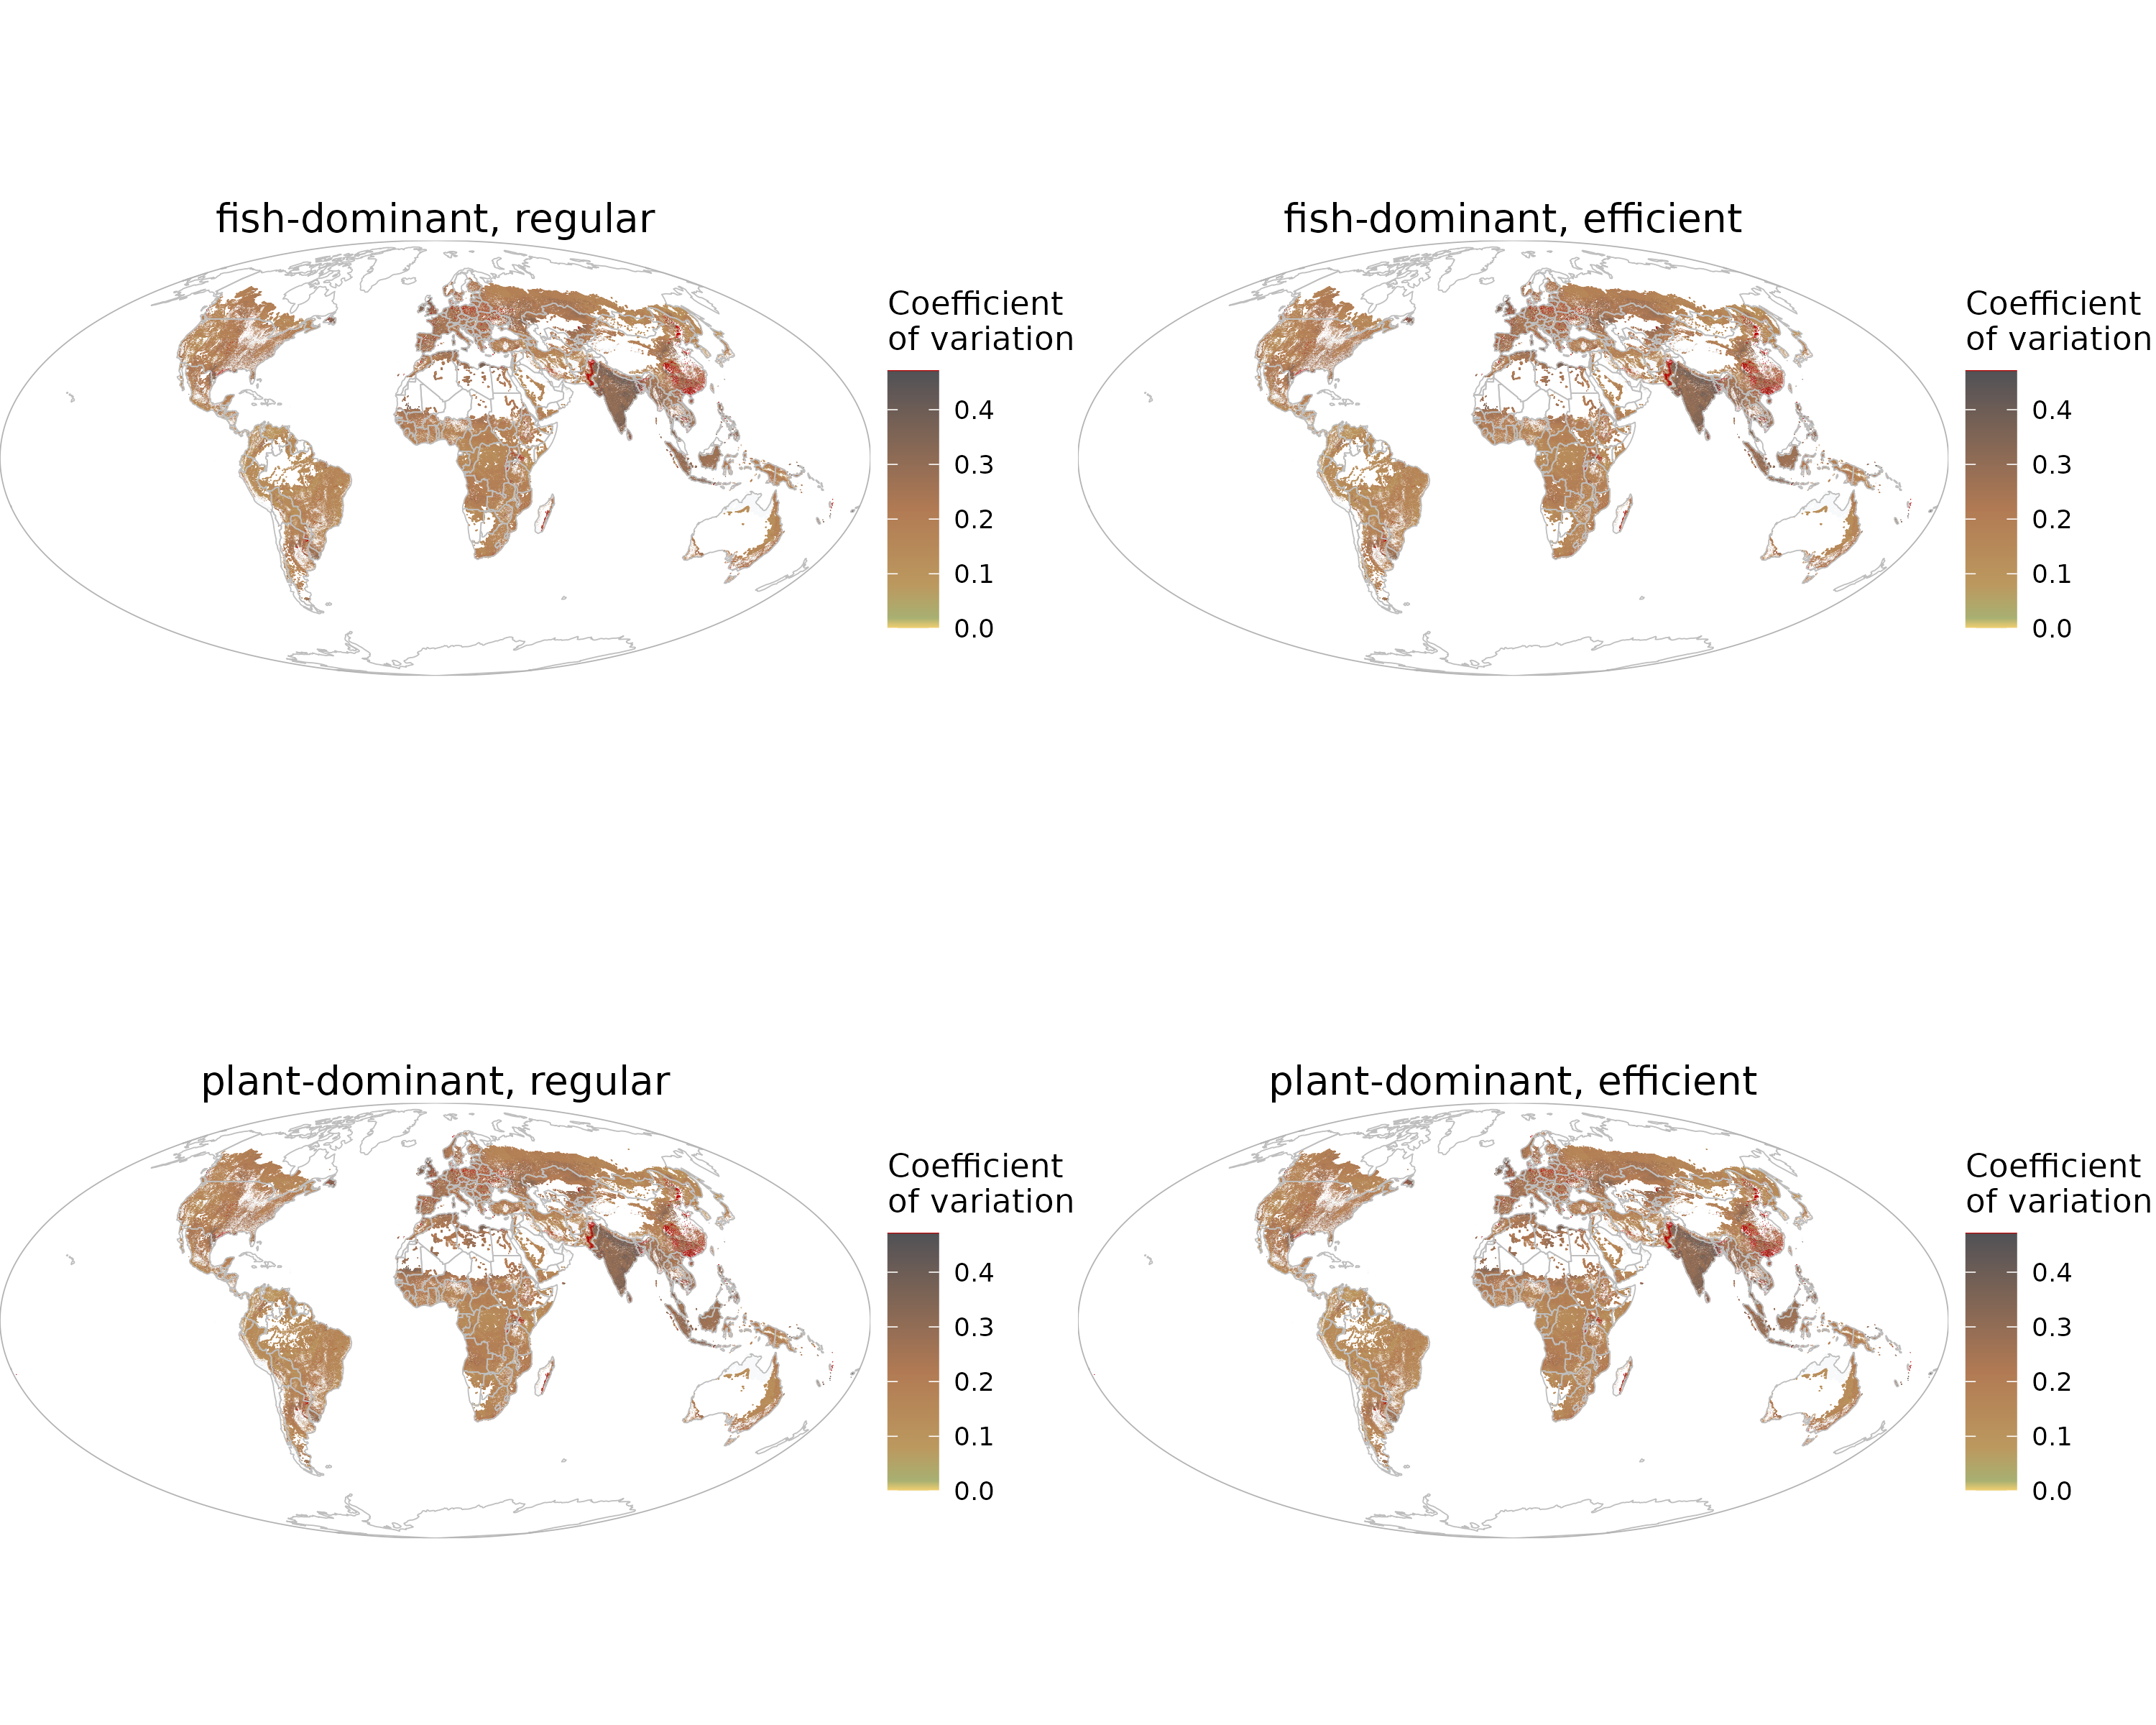 fish-dominant, regular
Coefficient
of variation
0.4
0.3
0.2
0.1
0.0
fish-dominant, efficient
Coefficient
of variation
0.4
0.3
0.2
0.1
0.0
plant-dominant, regular
Coefficient
of variation
0.4
0.3
0.2
0.1
0.0
plant-dominant, efficient
Coefficient
of variation
0.4
0.3
0.2
0.1
0.0